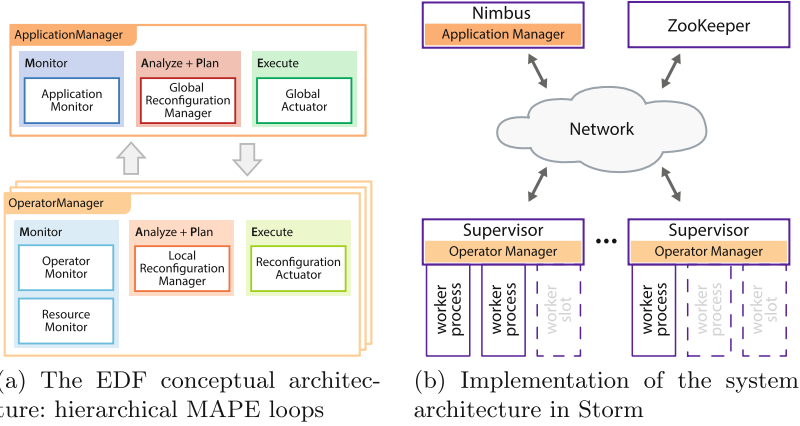 ApplicationManager
Monitor
Application
Monitor
Analyze + Plan
Global
Reconfiguration
Manager
Execute
Global
Actuator
OperatorManager
Monitor
Operator
Monitor
Resource
Monitor
Analyze + Plan
Local
Reconfiguration
Manager
Execute
Reconfiguration
Actuator
(a) The EDF conceptual architec-
ture: hierarchical MAPE loops
Nimbus
Application Manager
ZooKeeper
Network
Supervisor
Operator Manager
worker
process
worker
process
worker
slot
...
Supervisor
Operator Manager
worker
process
worker
process
worker
slot
(b) Implementation of the system
architecture in Storm